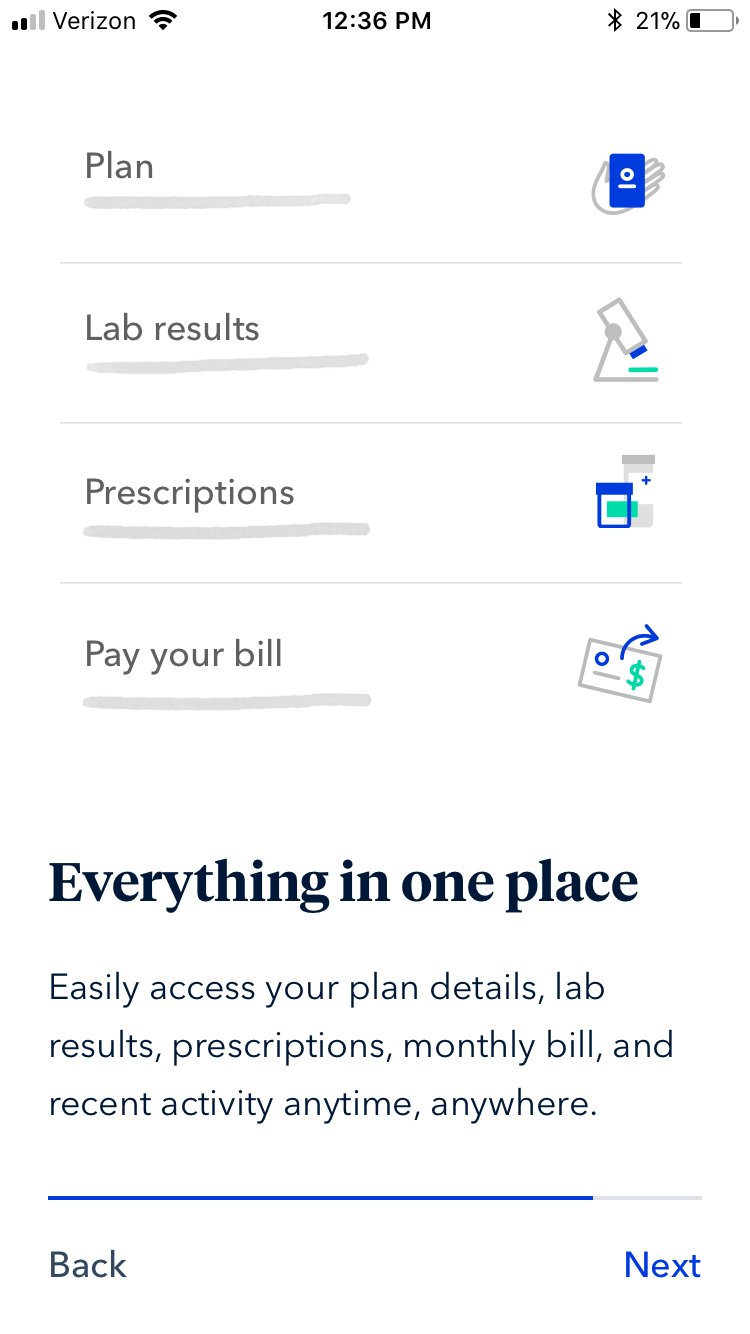 Verizon 12:36 PM 21%
Plan
Lab results
Prescriptions
Pay your bill
$
Everything in one place
Easily access your plan details, lab
results, prescriptions, monthly bill, and
recent activity anytime, anywhere.
Back Next